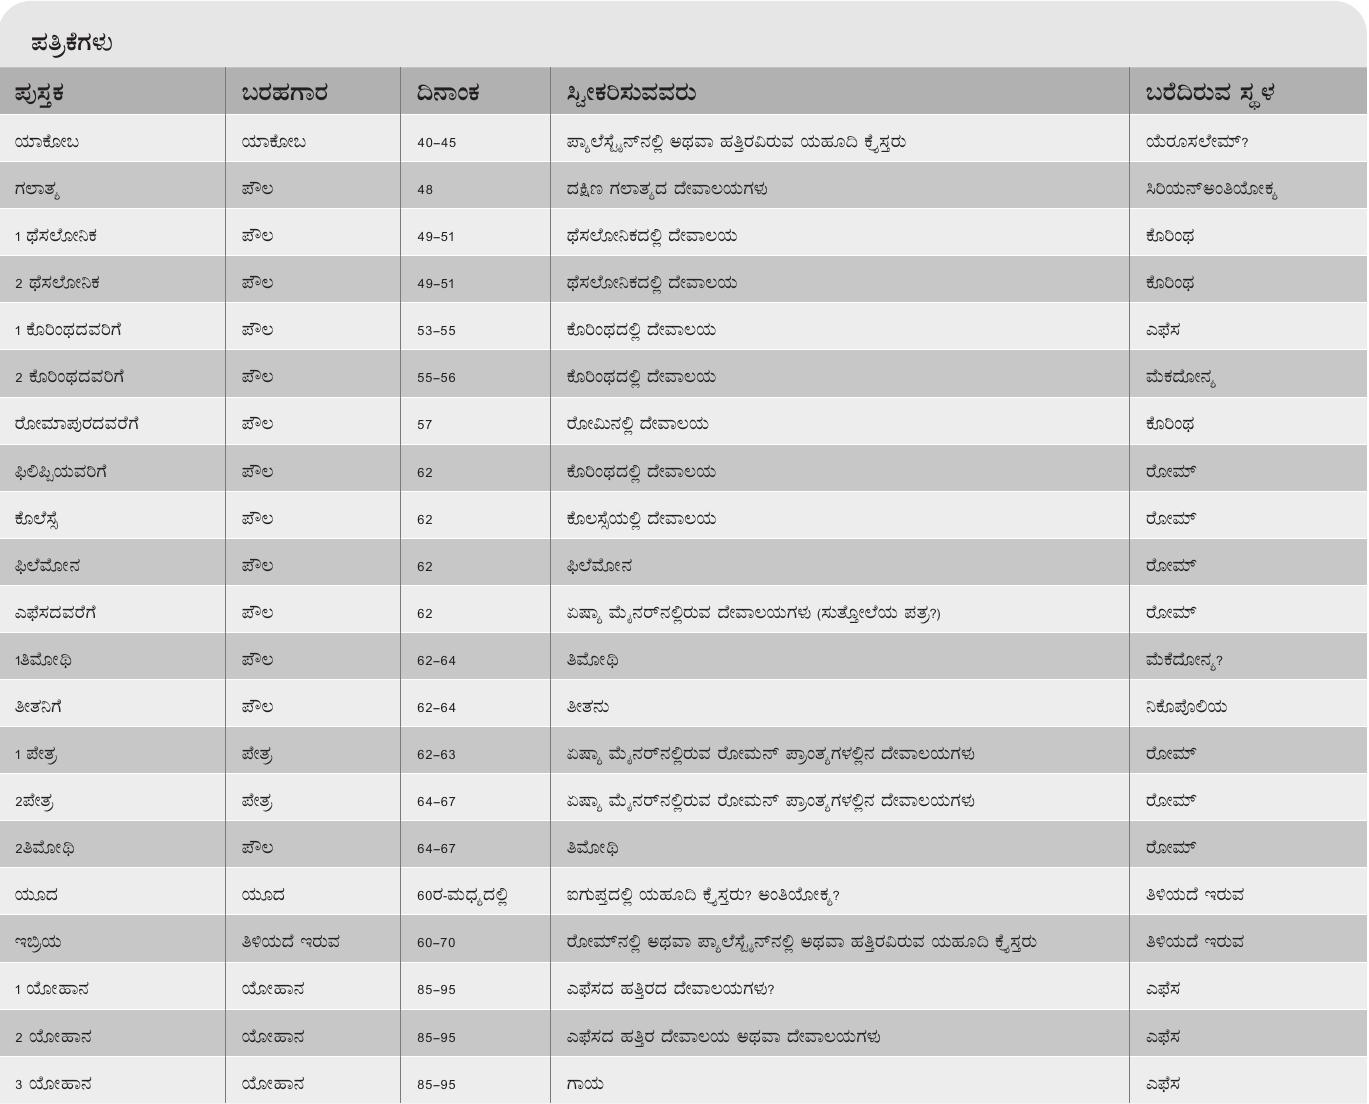 ಪತ್ರಿಕೆಗಳು
ಪುಸ್ತಕ ಬರಹಗಾರ ದಿನಾಂಕ ಸ್ವೀಕರಿಸುವವರು ಬರೆದಿರುವ ಸ್ಥಳ
ಯಾಕೋಬ ಯಾಕೋಬ 40–45 ಪ್ಯಾಲೆಸ್ಟೈನ್‌ನಲ್ಲಿ ಅಥವಾ ಹತ್ತಿರವಿರುವ ಯಹೂದಿ ಕ್ರೈಸ್ತರು ಯೆರೂಸಲೇಮ್?
ಗಲಾತ್ಯ ಪೌಲ 48 ದಕ್ಷಿಣ ಗಲಾತ್ಯದ ದೇವಾಲಯಗಳು ಸಿರಿಯನ್‌ಅಂತಿಯೋಕ್ಯ
1 ಥೆಸಲೋನಿಕ ಪೌಲ 49–51 ಥೆಸಲೋನಿಕದಲ್ಲಿ ದೇವಾಲಯ ಕೊರಿಂಥ
2 ಥೆಸಲೋನಿಕ ಪೌಲ 49–51 ಥೆಸಲೋನಿಕದಲ್ಲಿ ದೇವಾಲಯ ಕೊರಿಂಥ
1 ಕೊರಿಂಥದವರಿಗೆ ಪೌಲ 53–55 ಕೊರಿಂಥದಲ್ಲಿ ದೇವಾಲಯ ಎಫೆಸ
2 ಕೊರಿಂಥದವರಿಗೆ ಪೌಲ 55–56 ಕೊರಿಂಥದಲ್ಲಿ ದೇವಾಲಯ ಮೆಕದೋನ್ಯ
ರೋಮಾಪುರದವರೆಗೆ ಪೌಲ 57 ರೋಮಿನಲ್ಲಿ ದೇವಾಲಯ ಕೊರಿಂಥ
ಫಿಲಿಪ್ಪಿಯವರಿಗೆ ಪೌಲ 62 ಕೊರಿಂಥದಲ್ಲಿ ದೇವಾಲಯ ರೋಮ್
ಕೊಲೆಸ್ಸೆ ಪೌಲ 62 ಕೊಲಸ್ಸೆಯಲ್ಲಿ ದೇವಾಲಯ ರೋಮ್
ಫಿಲೆಮೋನ ಪೌಲ 62 ಫಿಲೆಮೋನ ರೋಮ್
ಎಫೆಸದವರೆಗೆ ಪೌಲ 62 ಏಷ್ಯಾ ಮೈನರ್‌ನಲ್ಲಿರುವ ದೇವಾಲಯಗಳು (ಸುತ್ತೋಲೆಯ ಪತ್ರ?) ರೋಮ್
1ತಿಮೋಥಿ ಪೌಲ 62–64 ತಿಮೋಥಿ ಮೆಕೆದೋನ್ಯ?
ತೀತನಿಗೆ ಪೌಲ 62–64 ತೀತನು ನಿಕೊಪೊಲಿಯ
1 ಪೇತ್ರ ಪೇತ್ರ 62–63 ಏಷ್ಯಾ ಮೈನರ್‌ನಲ್ಲಿರುವ ರೋಮನ್ ಪ್ರಾಂತ್ಯಗಳಲ್ಲಿನ ದೇವಾಲಯಗಳು ರೋಮ್
2ಪೇತ್ರ ಪೇತ್ರ 64–67 ಏಷ್ಯಾ ಮೈನರ್‌ನಲ್ಲಿರುವ ರೋಮನ್ ಪ್ರಾಂತ್ಯಗಳಲ್ಲಿನ ದೇವಾಲಯಗಳು ರೋಮ್
2ತಿಮೋಥಿ ಪೌಲ 64–67 ತಿಮೋಥಿ ರೋಮ್
ಯೂದ ಯೂದ 60ರ-ಮಧ್ಯದಲ್ಲಿ ಐಗುಪ್ತದಲ್ಲಿ ಯಹೂದಿ ಕ್ರೈಸ್ತರು? ಅಂತಿಯೋಕ್ಯ? ತಿಳಿಯದೆ ಇರುವ
ಇಬ್ರಿಯ ತಿಳಿಯದೆ ಇರುವ 60–70 ರೋಮ್‌ನಲ್ಲಿ ಅಥವಾ ಪ್ಯಾಲೆಸ್ಟೈನ್‌ನಲ್ಲಿ ಅಥವಾ ಹತ್ತಿರವಿರುವ ಯಹೂದಿ ಕ್ರೈಸ್ತರು ತಿಳಿಯದೆ ಇರುವ
1 ಯೋಹಾನ ಯೋಹಾನ 85–95 ಎಫೆಸದ ಹತ್ತಿರದ ದೇವಾಲಯಗಳು? ಎಫೆಸ
2 ಯೋಹಾನ ಯೋಹಾನ 85–95 ಎಫೆಸದ ಹತ್ತಿರ ದೇವಾಲಯ ಅಥವಾ ದೇವಾಲಯಗಳು ಎಫೆಸ
3 ಯೋಹಾನ ಯೋಹಾನ 85–95 ಗಾಯ ಎಫೆಸ